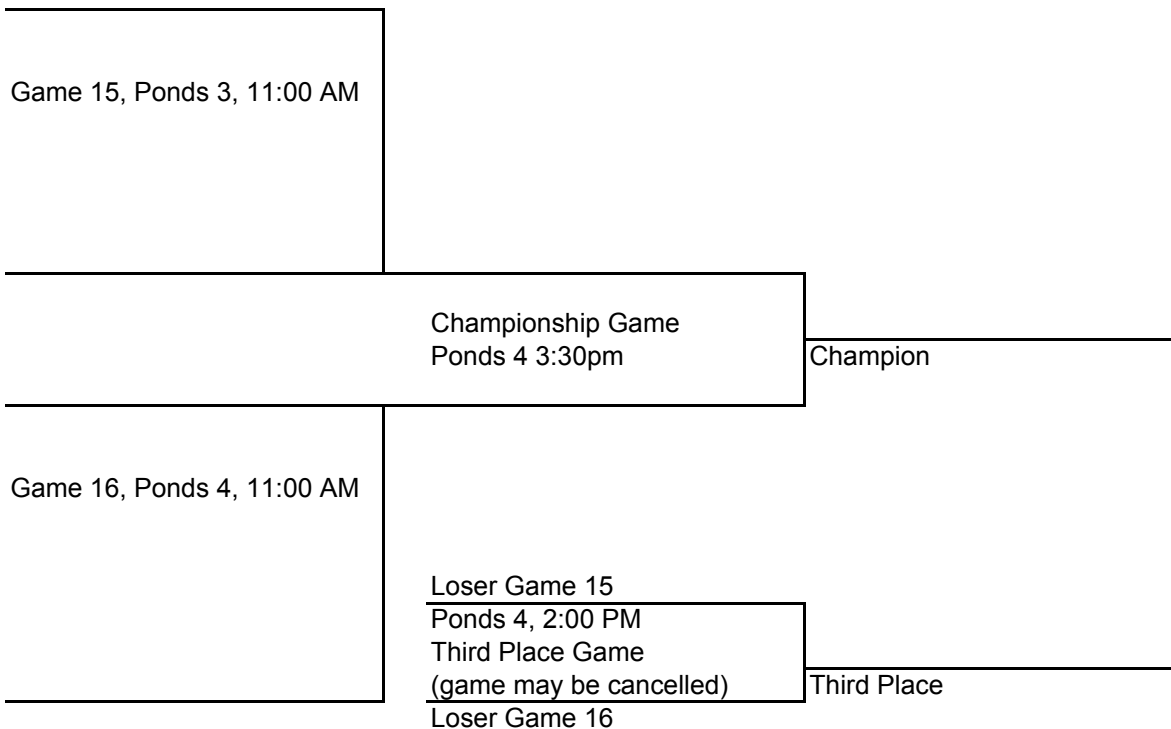 Game 15, Ponds 3, 11:00 AM
Championship Game
Ponds 4 3:30pm
Champion
Game 16, Ponds 4, 11:00 AM
Loser Game 15
Ponds 4, 2:00 PM
Third Place Game
(game may be cancelled)
Third Place
Loser Game 16